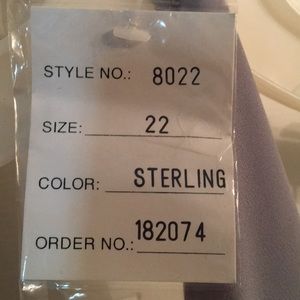 STYLE NO.: 8022
SIZE: 22
COLOR: STERLING
ORDER NO.: 182074